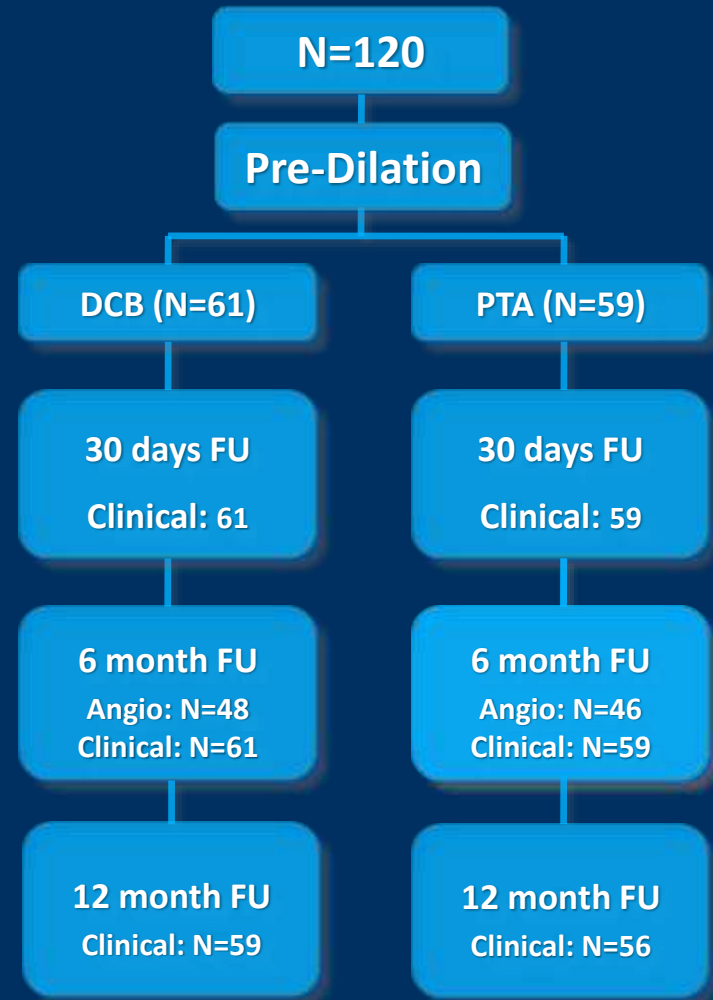 N=120
Pre-Dilation
DCB (N=61)
PTA (N=59)
30 days FU
Clinical: 61
30 days FU
Clinical: 59
6 month FU
Angio: N=48
Clinical: N=61
6 month FU
Angio: N=46
Clinical: N=59
12 month FU
Clinical: N=59
12 month FU
Clinical: N=56